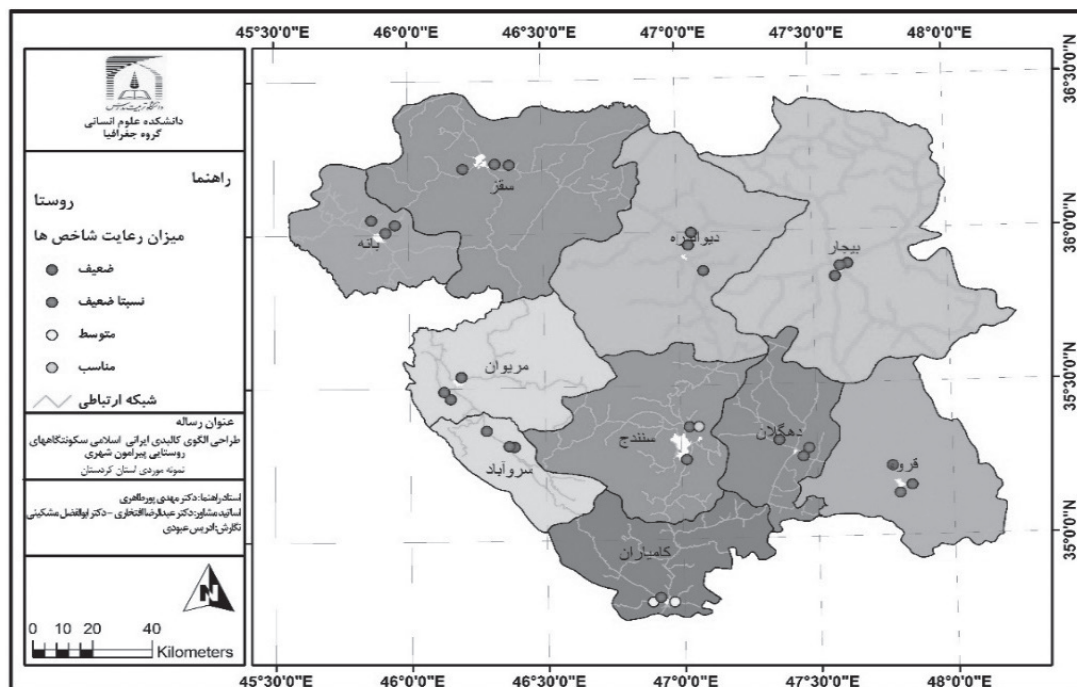 45°30'0"E 46°0'0"E 46°30'0"E 47°0'0"E 47°30'0"E 48°0'0"E
دانشکده علوم انسانی
گروه جغرافیا
راهنما
روستا
میزان رعایت شاخص ها
ضعیف
نسبتا ضعیف
متوسط
مناسب
شبکه ارتباطی
عنوان رساله
طراحی الگوی کالبدی ایرانی اسلامی سکونتگاههای
روستایی پیرامون شهری
نمونه موردی استان کردستان
استاد راهنما: دکتر مهدی پورطاهری
اساتید مشاور: دکتر عبدالرضا افتخاری - دکتر ابوالفضل مشکینی
نگارش: ادریس عبودی
N
0 10 20 40
Kilometers
سقز
بانه
دیواندره
بیجار
مریوان
سنندج
دهگلان
سروآباد
کامیاران
36°30'0"N
36°0'0"N
35°30'0"N
35°0'0"N
45°30'0"E 46°0'0"E 46°30'0"E 47°0'0"E 47°30'0"E 48°0'0"E